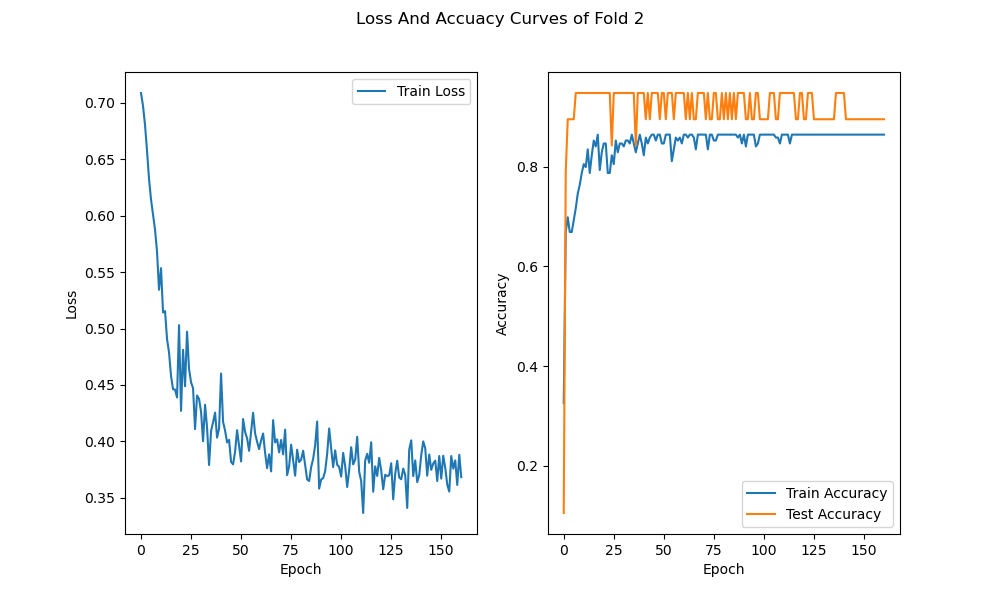 Loss And Accuacy Curves of Fold 2
Train Loss
0.70
0.65
0.60
0.55
0.50
0.45
0.40
0.35
Loss
0 25 50 75 100 125 150
Epoch
0.8
0.6
0.4
0.2
Accuracy
Train Accuracy
Test Accuracy
0 25 50 75 100 125 150
Epoch